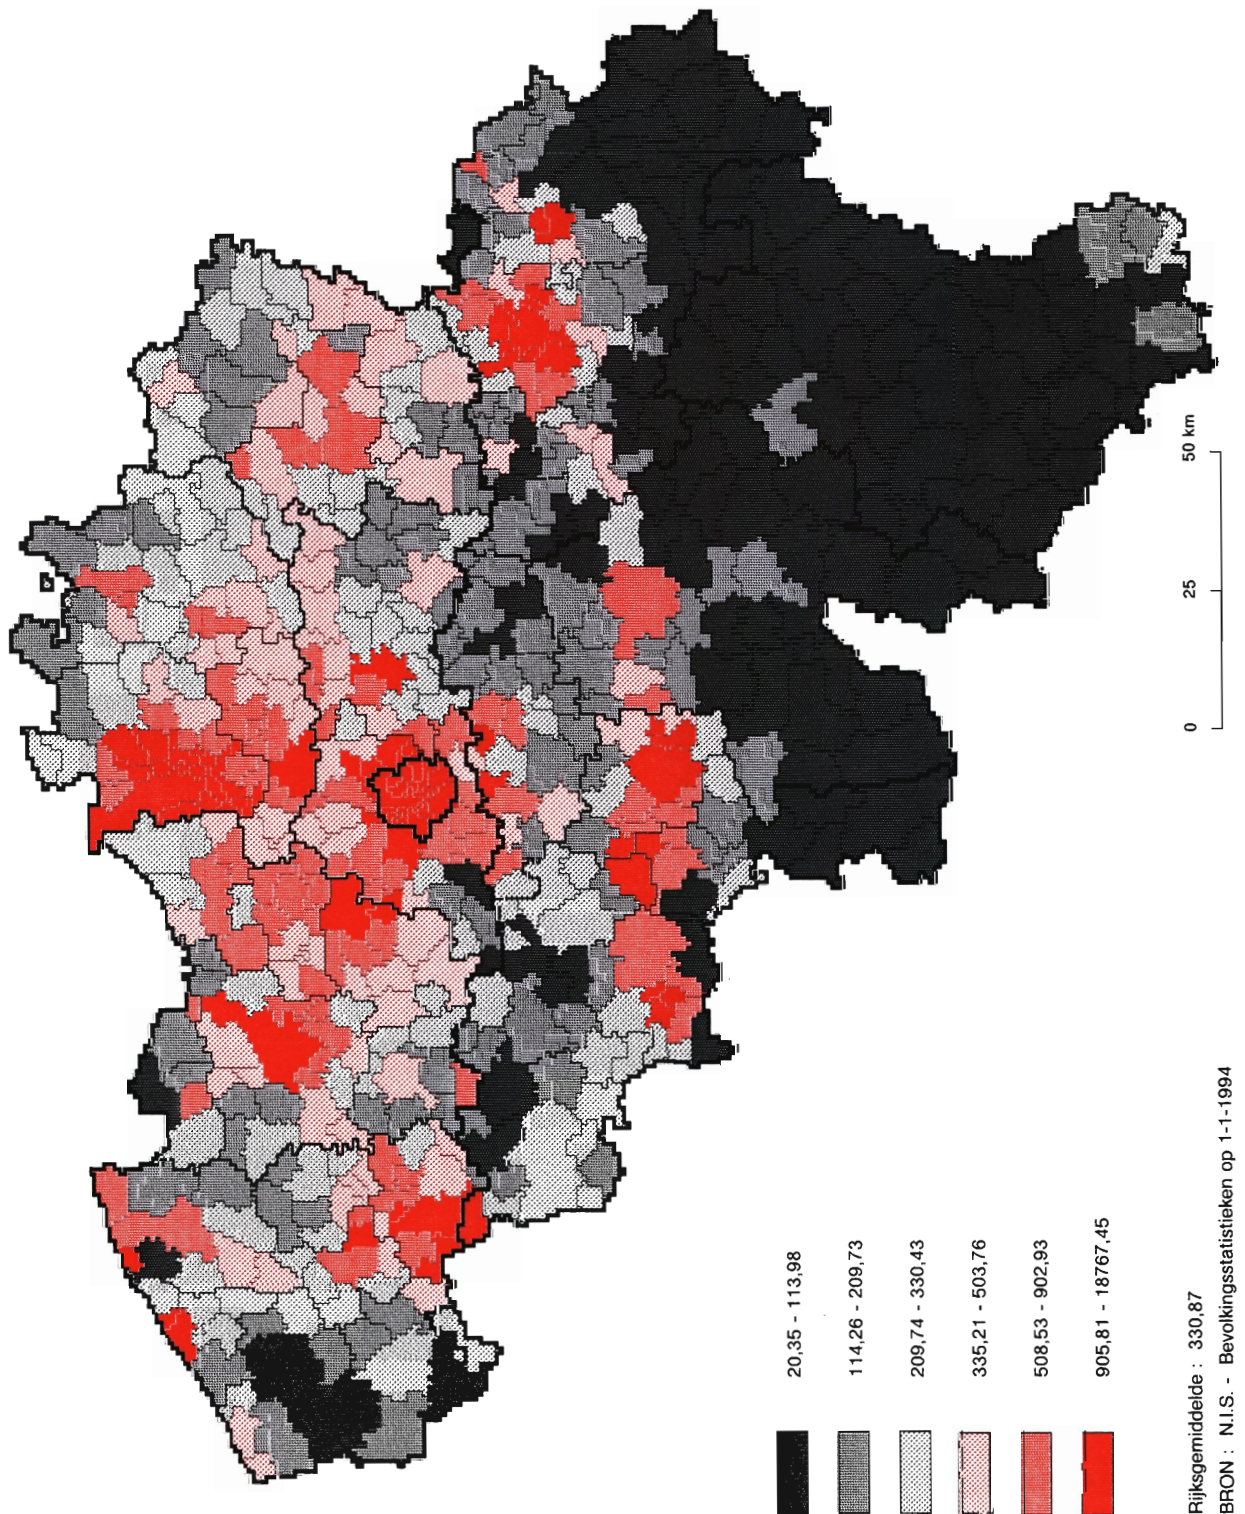 20,35 - 113,98
114,26 - 209,73
209,74 - 330,43
335,21 - 503,76
508,53 - 902,93
905,81 - 18767,45
Rijksgemiddelde : 330,87
BRON : N.I.S. - Bevolkingsstatistieken op 1-1-1994
0 25 50 km